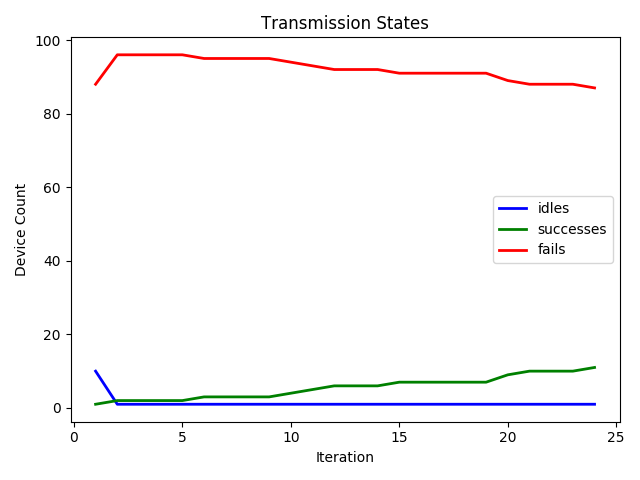 Transmission States
Device Count
100
80
60
40
20
0
idles
successes
fails
0 5 10 15 20 25
Iteration